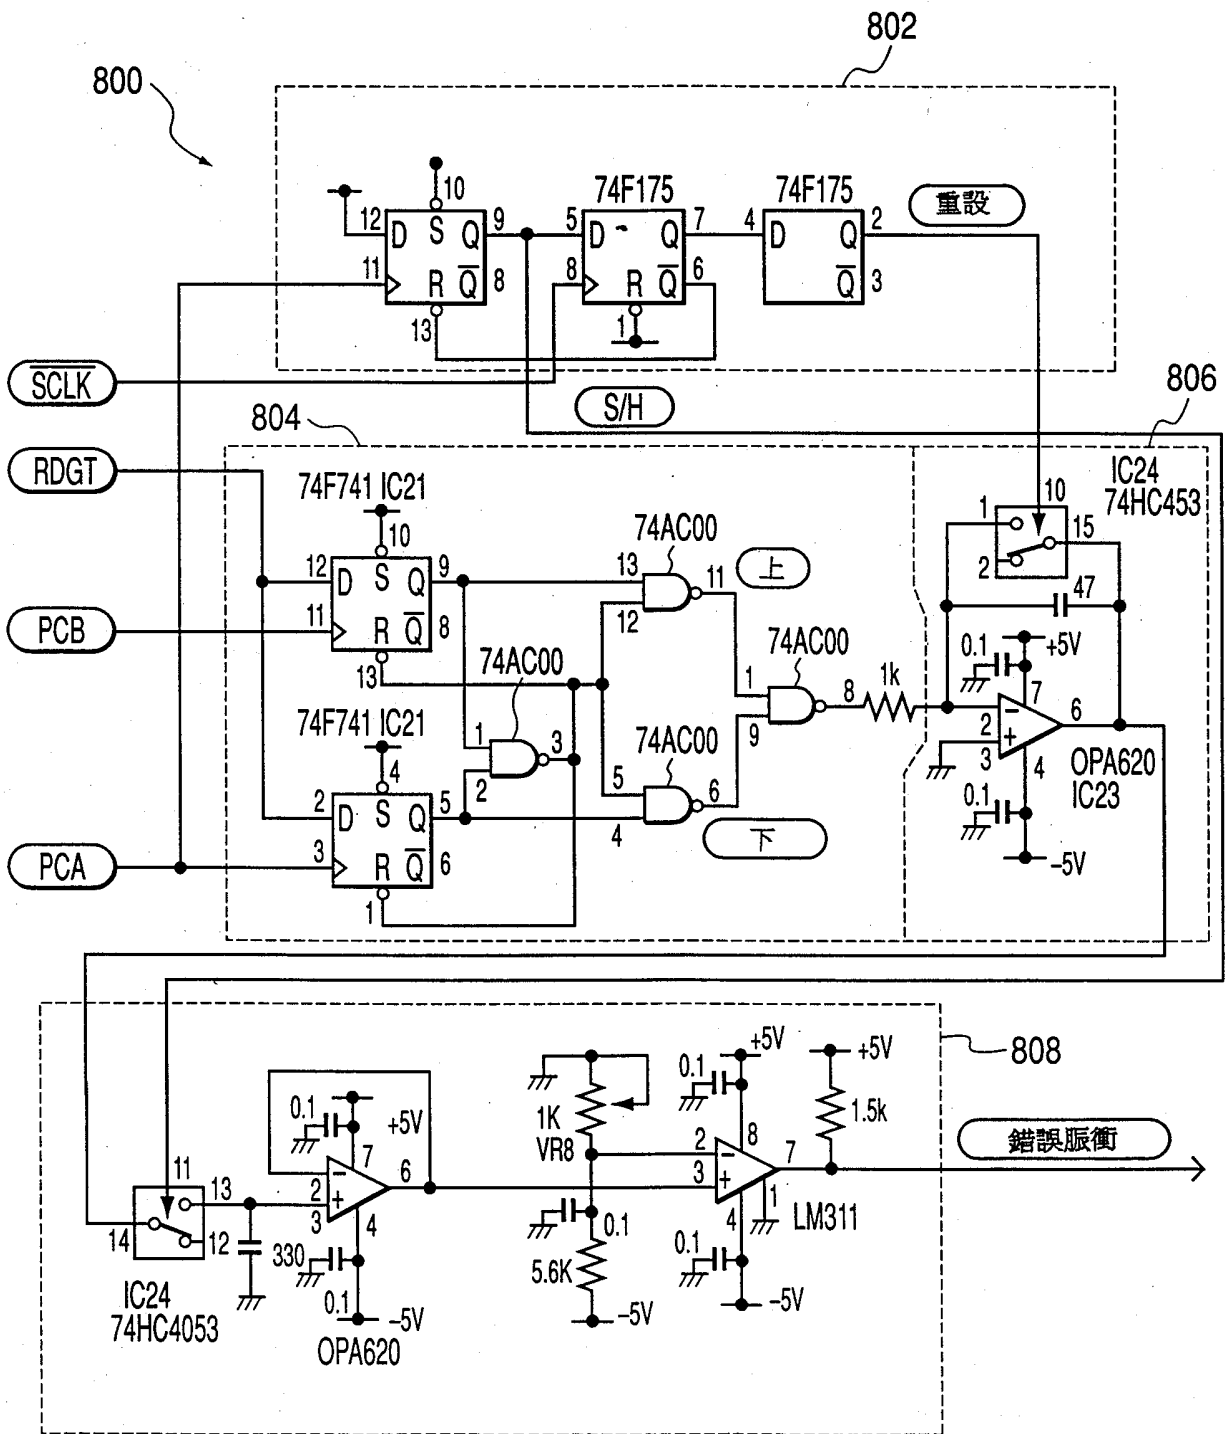 802
800
74F175
74F175
重設
10
12 D S Q 9
5 D Q 7
4 D Q 2
11 R Q̅ 8
8 R Q̅ 6
Q̅ 3
13
1
S̅C̅L̅K̅
S/H
804
806
RDGT
74F741 IC21
10
12 D S Q 9
11 R Q̅ 8
13
74AC00
13
12
11
上
IC24
74HC453
1
10
15
2
47
PCB
74AC00
1
2
3
74AC00
1
9
8
1k
0.1
+5V
7
2
3
6
4
OPA620
IC23
0.1
−5V
74F741 IC21
4
2 D S Q 5
3 R Q̅ 6
1
74AC00
5
4
6
下
PCA
808
0.1
+5V
7
2
3
6
4
11
13
14
12
330
0.1
−5V
IC24
74HC4053
OPA620
1K
VR8
0.1
5.6K
−5V
0.1
+5V
8
2
3
7
4
1
LM311
0.1
−5V
+5V
1.5k
錯誤脈衝